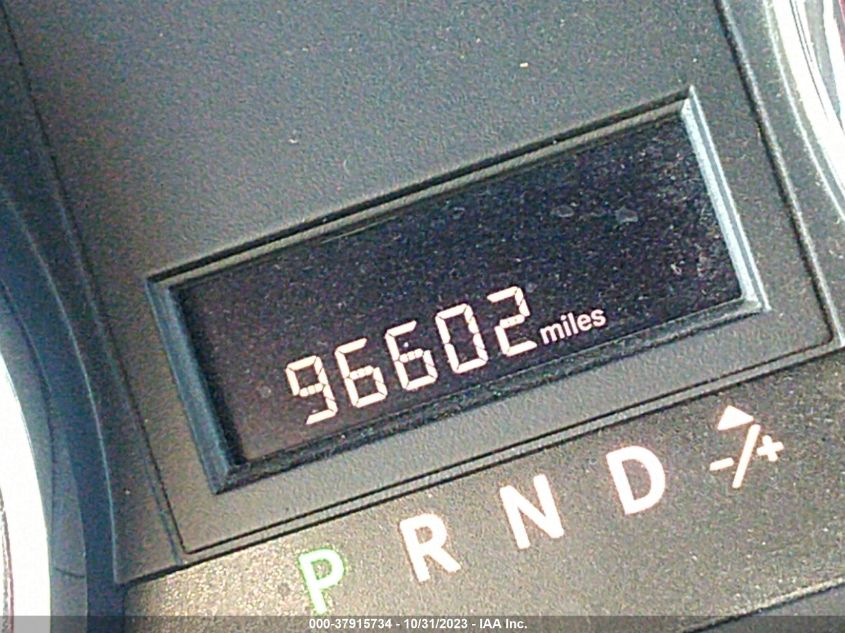 96602 miles
P R N D -/+
000-37915734 - 10/31/2023 - IAA Inc.